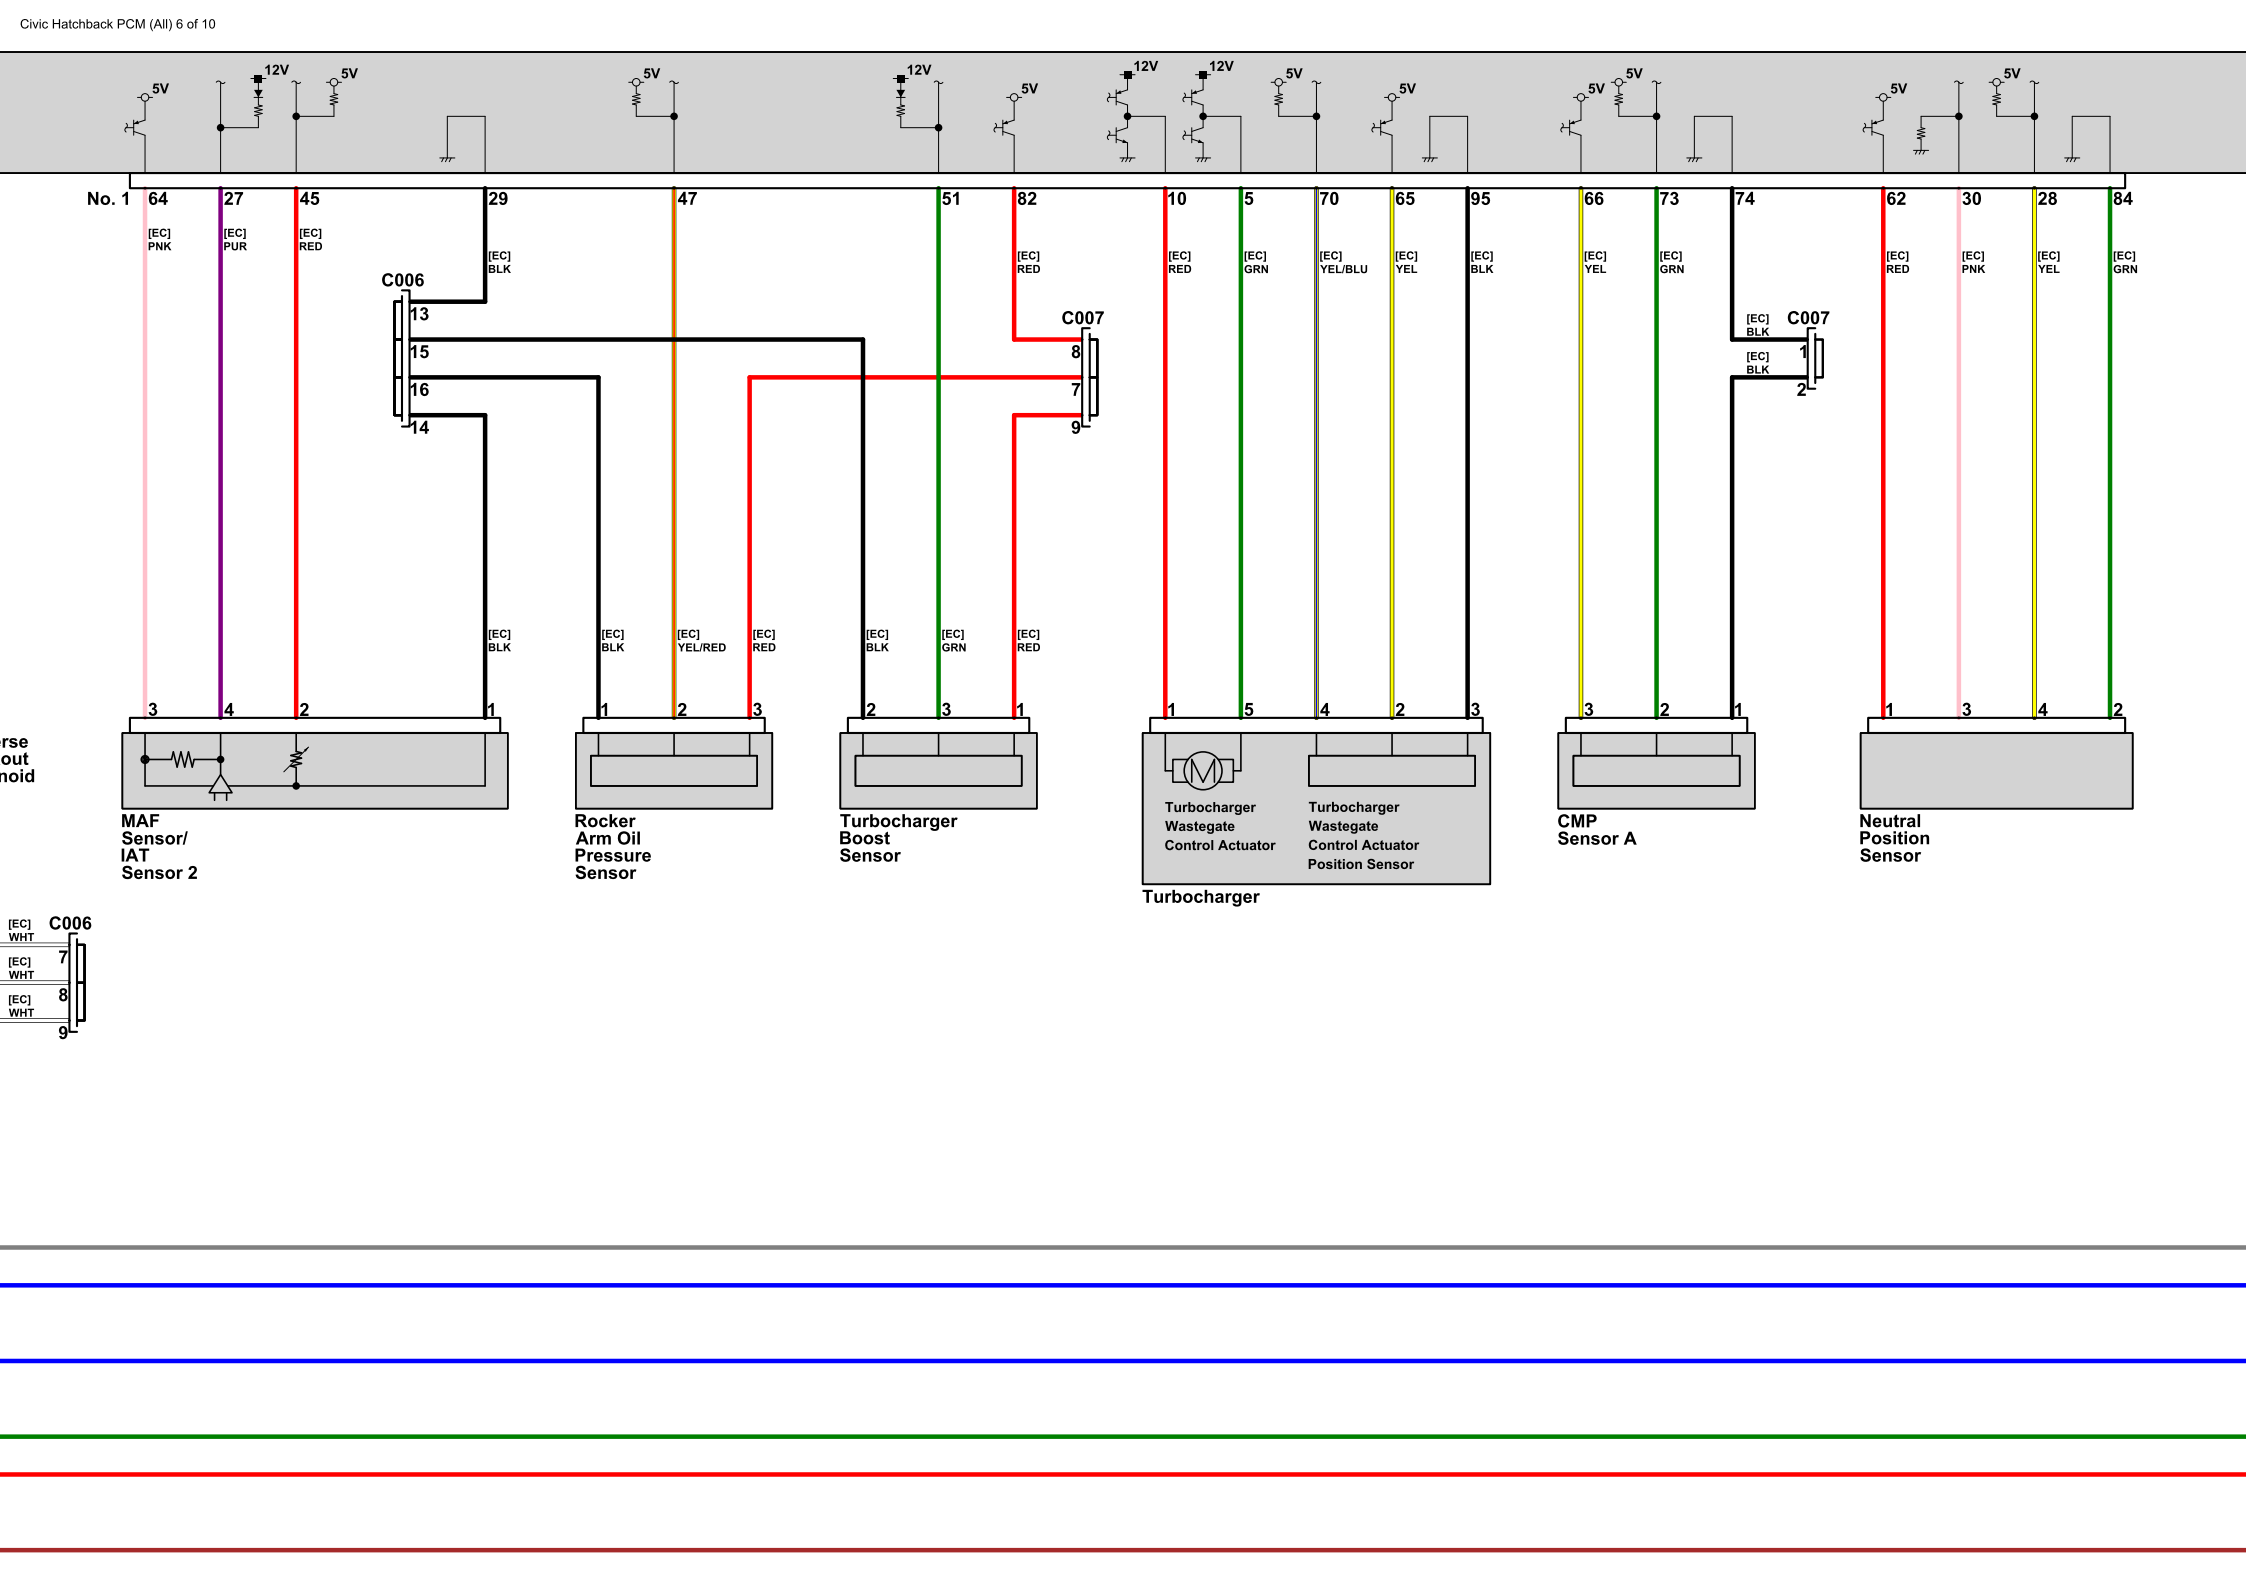 Civic Hatchback PCM (All) 6 of 10
5V 12V 5V 5V 12V 5V 12V 12V 5V 5V 5V 5V 5V 5V
No. 1 64 27 45 29 47 51 82 10 5 70 65 95 66 73 74 62 30 28 84
[EC] [EC] [EC]
PNK PUR RED
[EC] [EC] [EC] [EC] [EC] [EC] [EC] [EC] [EC] [EC] [EC] [EC] [EC]
BLK RED RED GRN YEL/BLU YEL BLK YEL GRN RED PNK YEL GRN
C006
13
15
16
14
C007
8
7
9
[EC]
BLK
[EC]
BLK
C007
1
2
[EC] [EC] [EC] [EC] [EC] [EC] [EC]
BLK BLK YEL/RED RED BLK GRN RED
3 4 2 1 1 2 3 2 3 1 1 5 4 2 3 3 2 1 1 3 4 2
erse
out
noid
MAF
Sensor/
IAT
Sensor 2
Rocker
Arm Oil
Pressure
Sensor
Turbocharger
Boost
Sensor
M
Turbocharger
Wastegate
Control Actuator
Turbocharger
Wastegate
Control Actuator
Position Sensor
Turbocharger
CMP
Sensor A
Neutral
Position
Sensor
C006
[EC]
WHT
7
[EC]
WHT
8
[EC]
WHT
9